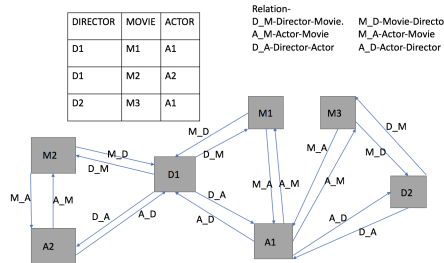 Relation-
D_M-Director-Movie. M_D-Movie-Directo
A_M-Actor-Movie M_A-Actor-Movie
D_A-Director-Actor A_D-Actor-Director
DIRECTOR MOVIE ACTOR
D1 M1 A1
D1 M2 A2
D2 M3 A1
M1 M3
M_D D_M
M2 M_D D_M M_D
D_M D1 M_A
M_A A_M D_A M_A A_M A_M D2
D_A A_D
A2 A_D A1 A_D
D_A